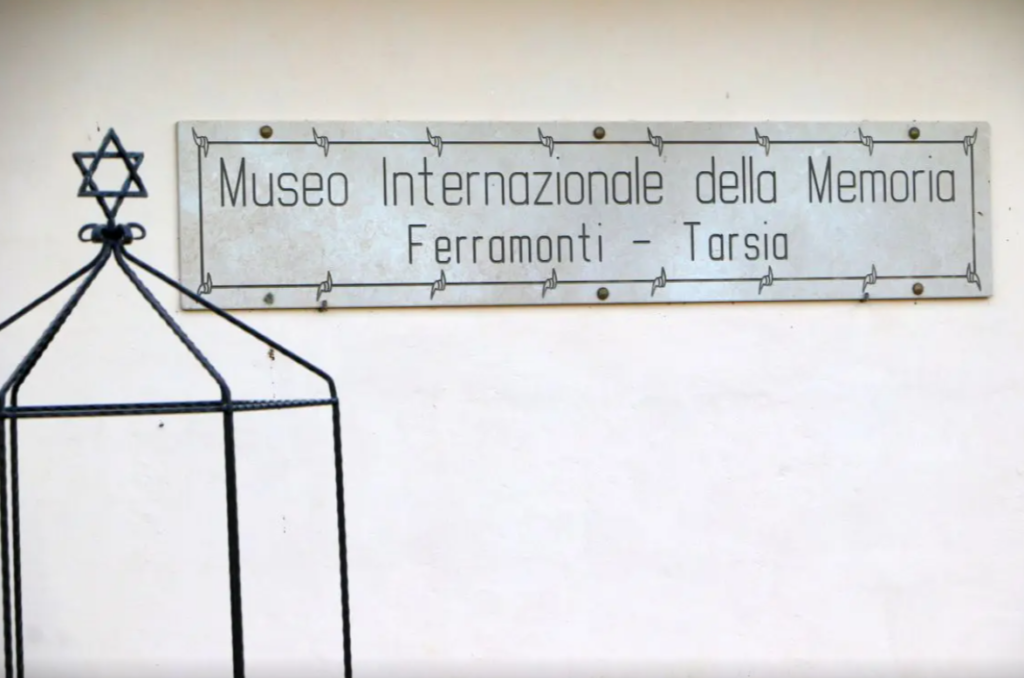 Museo Internazionale della Memoria
Ferramonti - Tarsia